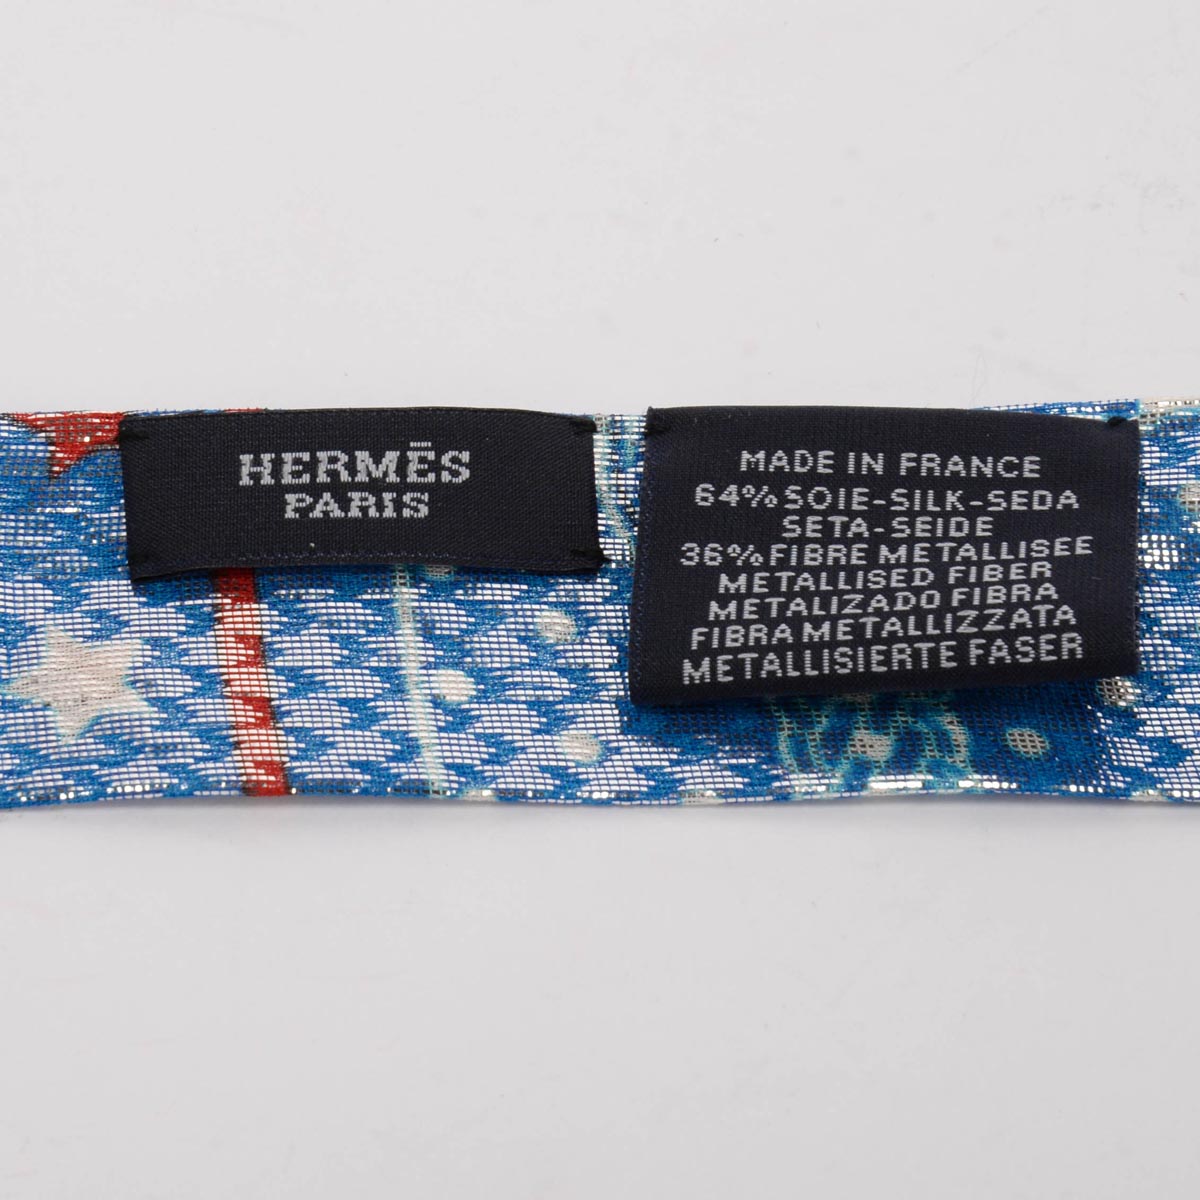 HERMÈS
PARIS
MADE IN FRANCE
64% SOIE-SILK-SEDA
SETA-SEIDE
36% FIBRE METALLISEE
METALLISED FIBER
METALIZADO FIBRA
FIBRA METALLIZZATA
METALLISIERTE FASER